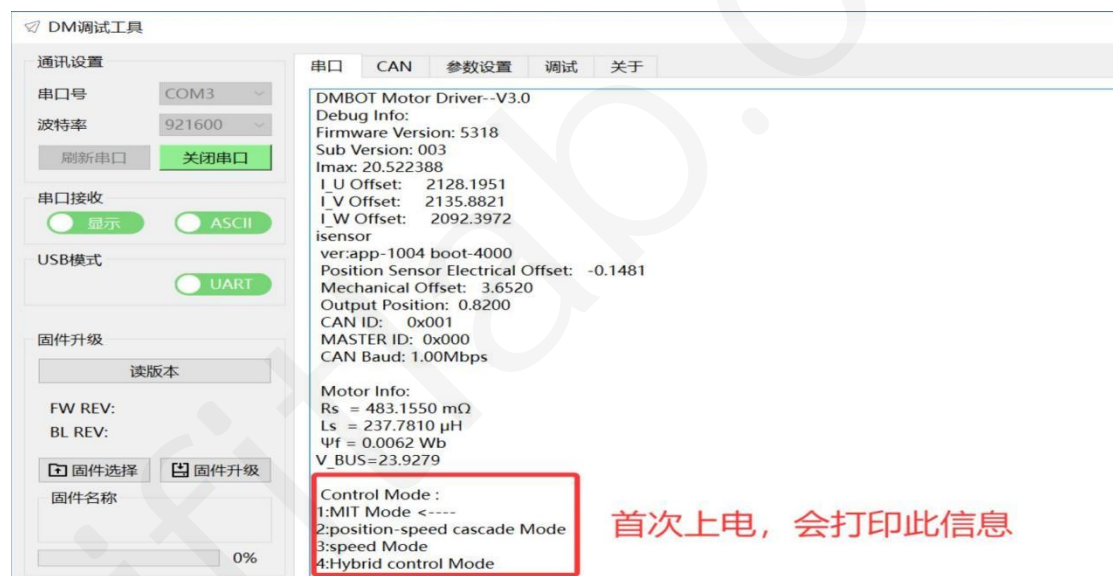 DM调试工具
通讯设置
串口号 COM3
波特率 921600
刷新串口 关闭串口
串口接收
显示 ASCII
USB模式
UART
固件升级
读版本
FW REV:
BL REV:
固件选择 固件升级
固件名称
0%
串口 CAN 参数设置 调试 关于
DMBOT Motor Driver--V3.0
Debug Info:
Firmware Version: 5318
Sub Version: 003
Imax: 20.522388
I_U Offset: 2128.1951
I_V Offset: 2135.8821
I_W Offset: 2092.3972
isensor
ver:app-1004 boot-4000
Position Sensor Electrical Offset: -0.1481
Mechanical Offset: 3.6520
Output Position: 0.8200
CAN ID: 0x001
MASTER ID: 0x000
CAN Baud: 1.00Mbps
Motor Info:
Rs = 483.1550 mΩ
Ls = 237.7810 μH
Ψf = 0.0062 Wb
V_BUS=23.9279
Control Mode :
1:MIT Mode <----
2:position-speed cascade Mode
3:speed Mode
4:Hybrid control Mode
首次上电，会打印此信息